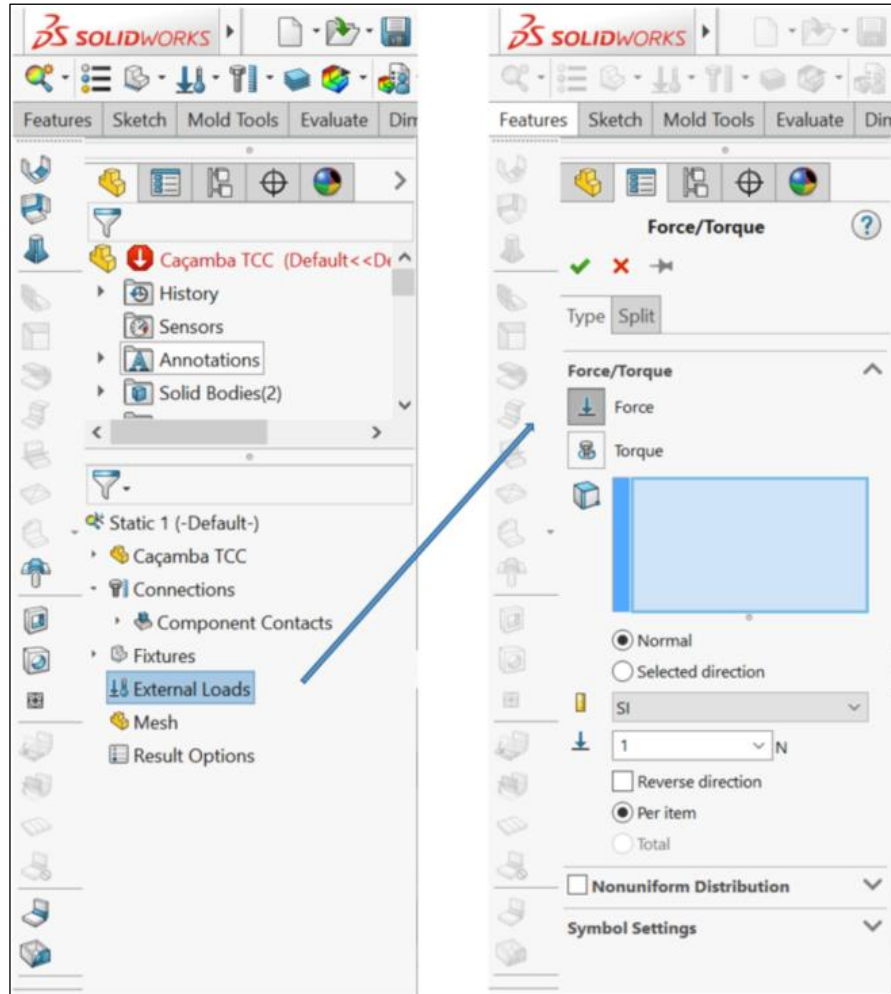 SOLIDWORKS
Features Sketch Mold Tools Evaluate Dim
Caçamba TCC (Default<<De
History
Sensors
Annotations
Solid Bodies(2)
Static 1 (-Default-)
Caçamba TCC
Connections
Component Contacts
Fixtures
External Loads
Mesh
Result Options
SOLIDWORKS
Features Sketch Mold Tools Evaluate Dim
Force/Torque
Type Split
Force/Torque
Force
Torque
Normal
Selected direction
SI
1 N
Reverse direction
Per item
Total
Nonuniform Distribution
Symbol Settings